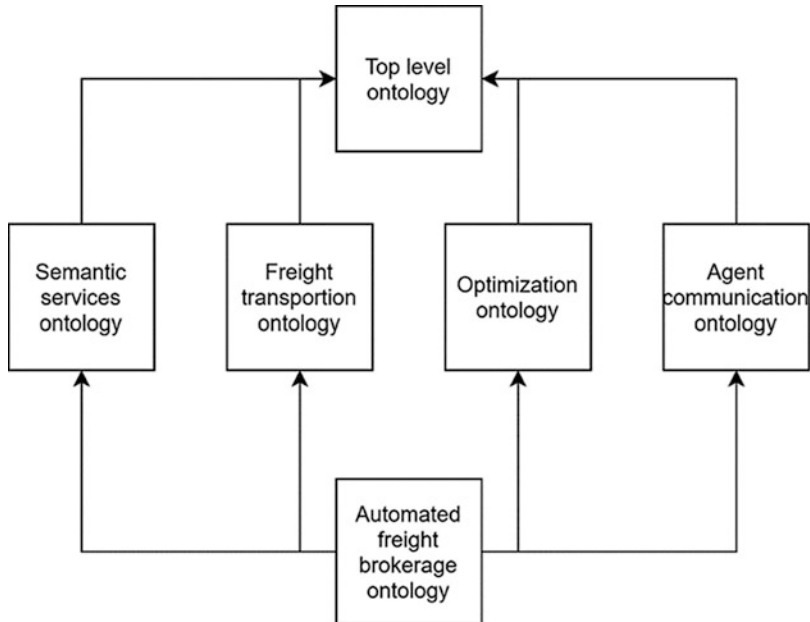 Top level
ontology
Semantic
services
ontology
Freight
transportion
ontology
Optimization
ontology
Agent
communication
ontology
Automated
freight
brokerage
ontology